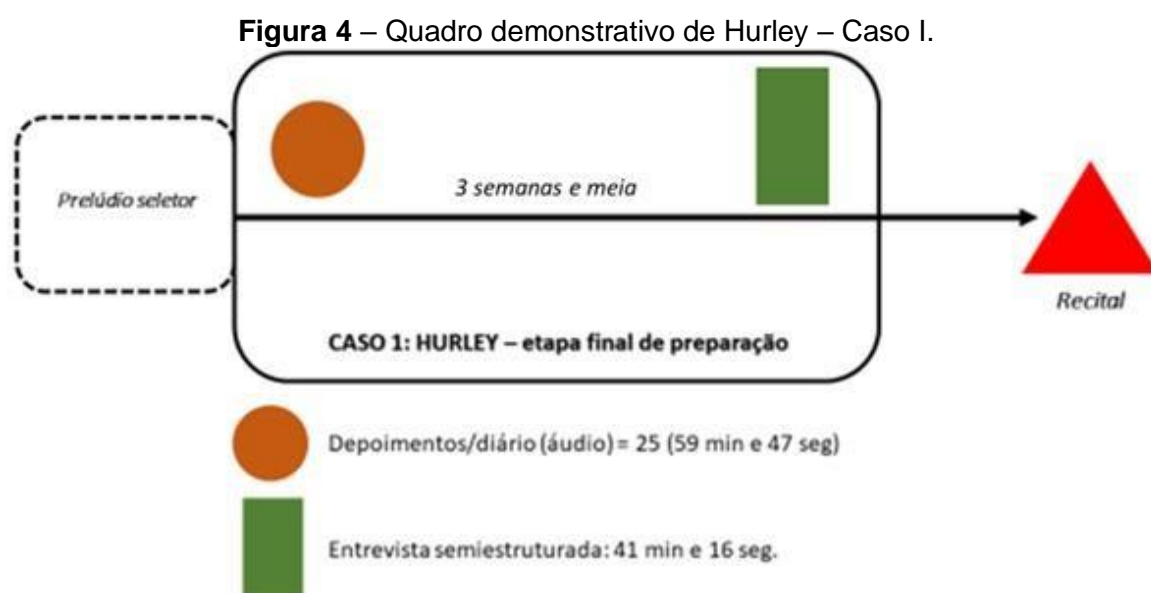 Figura 4 – Quadro demonstrativo de Hurley – Caso I.
Prelúdio seletor
3 semanas e meia
Recital
CASO 1: HURLEY – etapa final de preparação
Depoimentos/diário (áudio) = 25 (59 min e 47 seg)
Entrevista semiestruturada: 41 min e 16 seg.